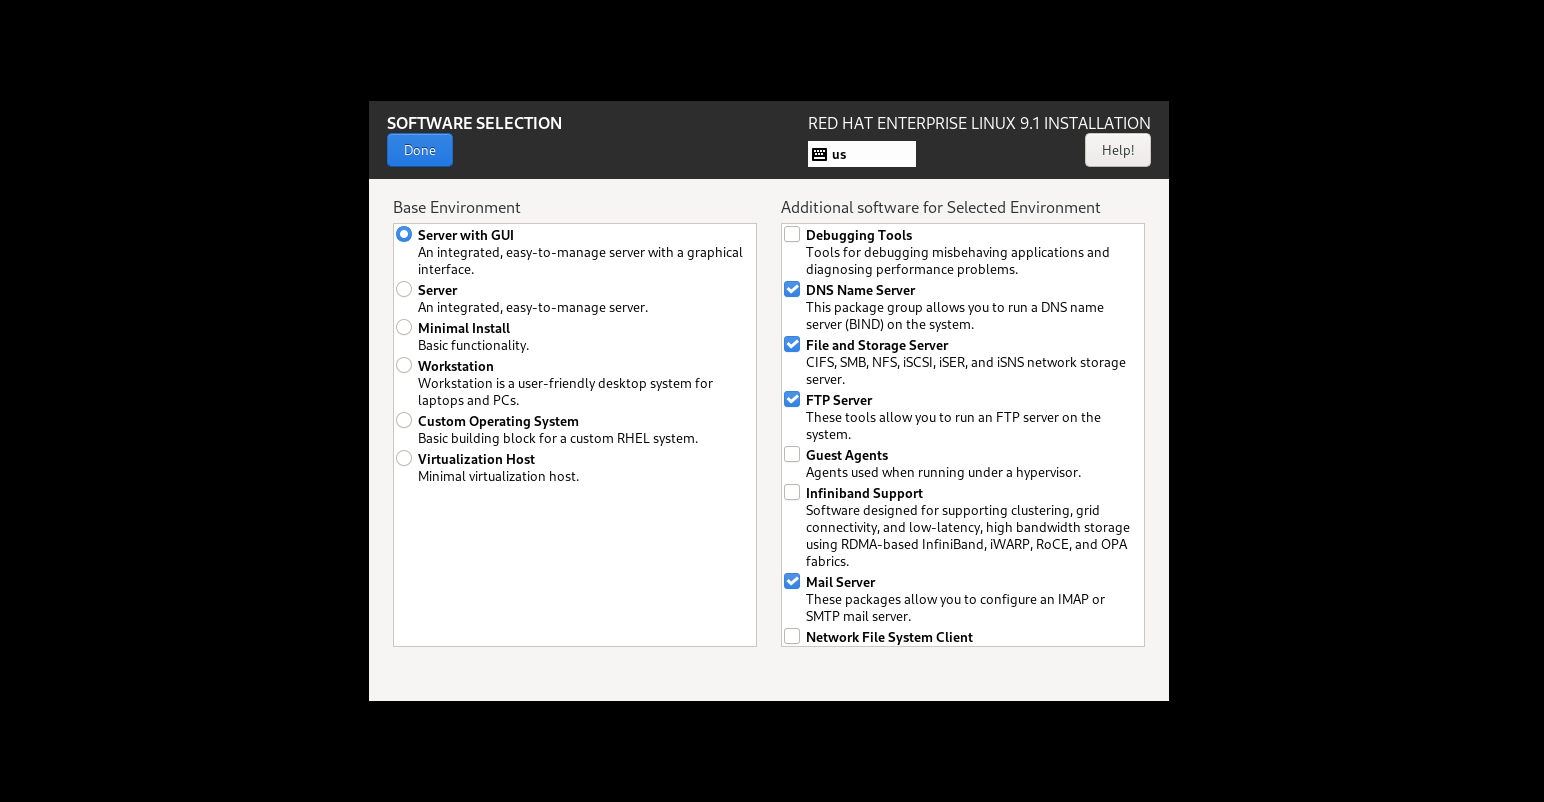 SOFTWARE SELECTION
RED HAT ENTERPRISE LINUX 9.1 INSTALLATION
Done
us
Help!
Base Environment
Server with GUI
An integrated, easy-to-manage server with a graphical
interface.
Server
An integrated, easy-to-manage server.
Minimal Install
Basic functionality.
Workstation
Workstation is a user-friendly desktop system for
laptops and PCs.
Custom Operating System
Basic building block for a custom RHEL system.
Virtualization Host
Minimal virtualization host.
Additional software for Selected Environment
Debugging Tools
Tools for debugging misbehaving applications and
diagnosing performance problems.
DNS Name Server
This package group allows you to run a DNS name
server (BIND) on the system.
File and Storage Server
CIFS, SMB, NFS, iSCSI, iSER, and iSNS network storage
server.
FTP Server
These tools allow you to run an FTP server on the
system.
Guest Agents
Agents used when running under a hypervisor.
Infiniband Support
Software designed for supporting clustering, grid
connectivity, and low-latency, high bandwidth storage
using RDMA-based InfiniBand, iWARP, RoCE, and OPA
fabrics.
Mail Server
These packages allow you to configure an IMAP or
SMTP mail server.
Network File System Client